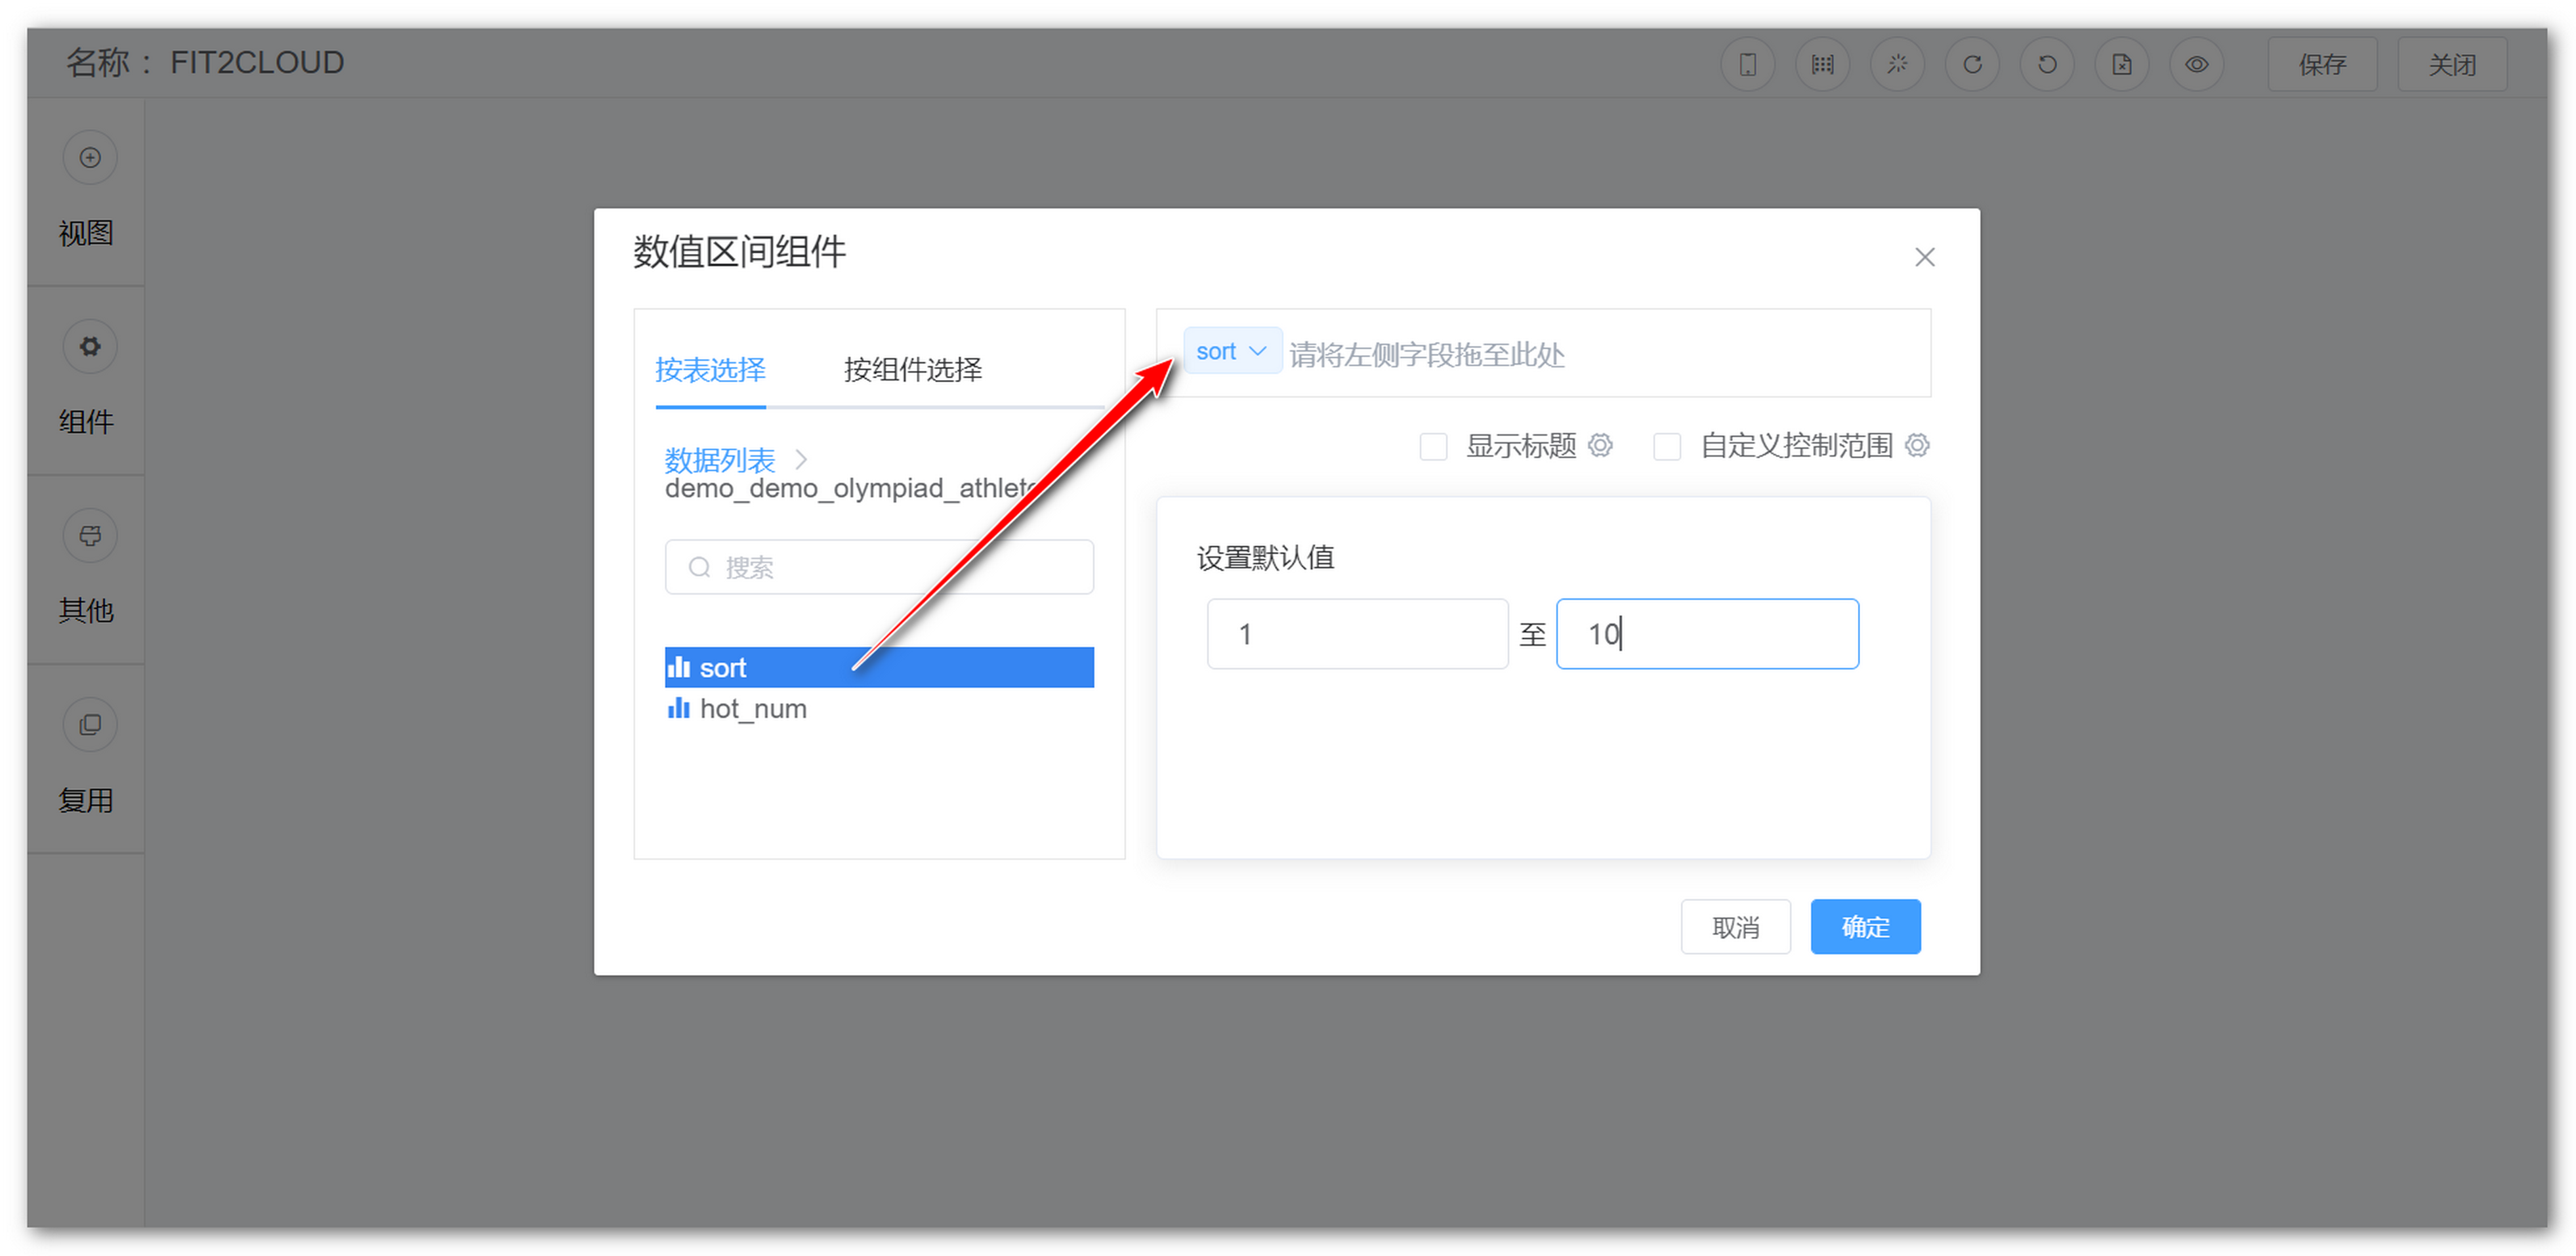 名称： FIT2CLOUD
保存
关闭
视图
组件
其他
复用
数值区间组件
按表选择
按组件选择
数据列表
demo_demo_olympiad_athlete
搜索
sort
hot_num
sort 请将左侧字段拖至此处
显示标题
自定义控制范围
设置默认值
1 至 10
取消
确定